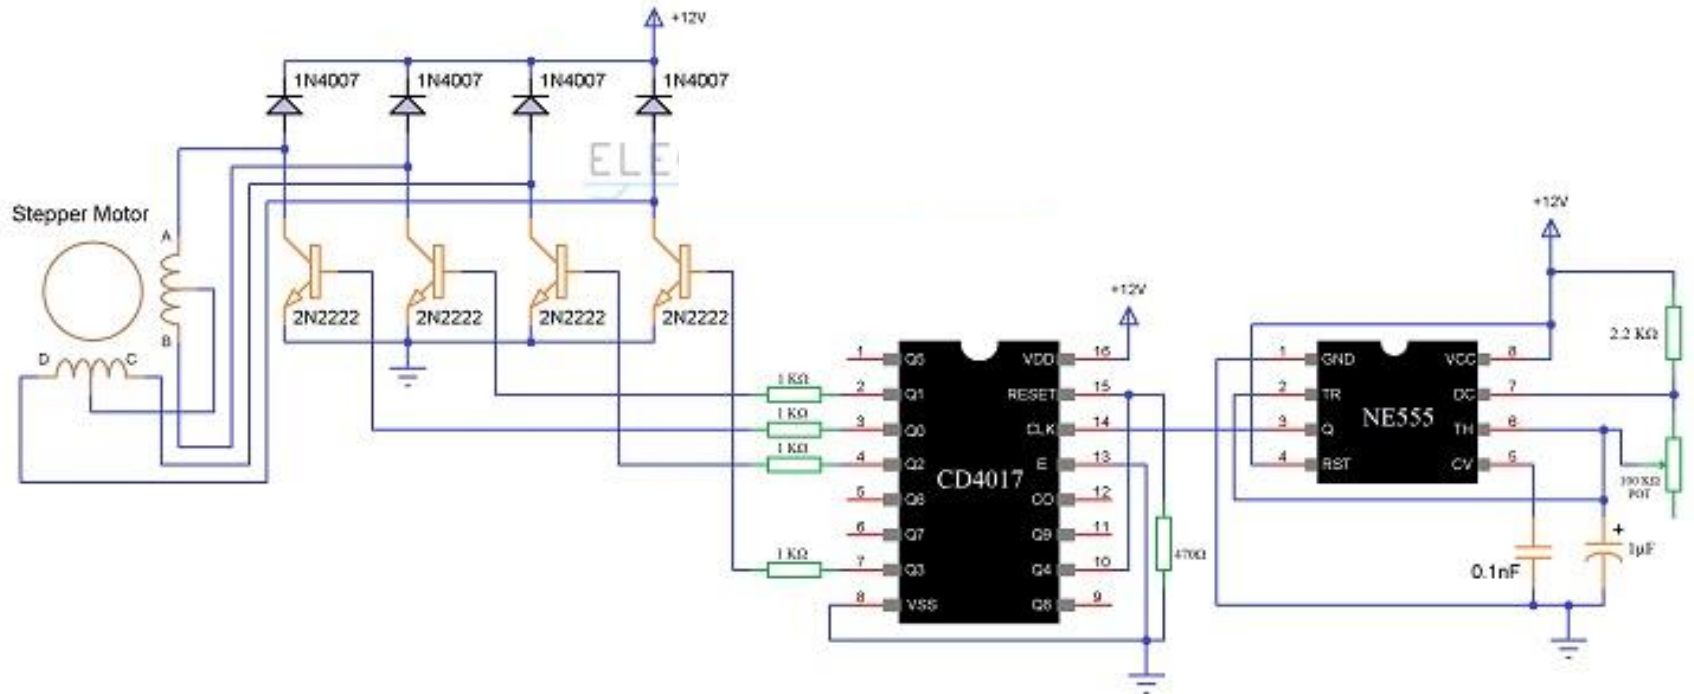 +12V
1N4007 1N4007 1N4007 1N4007
ELE
Stepper Motor
A
B
D C
2N2222 2N2222 2N2222 2N2222
1 KΩ
1 KΩ
1 KΩ
1 KΩ
+12V
1 Q5 VDD 16
2 Q1 RESET 15
3 Q0 CLK 14
4 Q2 E 13
CD4017
5 Q6 CO 12
6 Q7 Q9 11
7 Q3 Q4 10
8 VSS Q8 9
470Ω
+12V
2.2 KΩ
1 GND VCC 8
2 TR DC 7
NE555
3 Q TH 6
4 RST CV 5
100 KΩ
POT
+
1µF
0.1nF